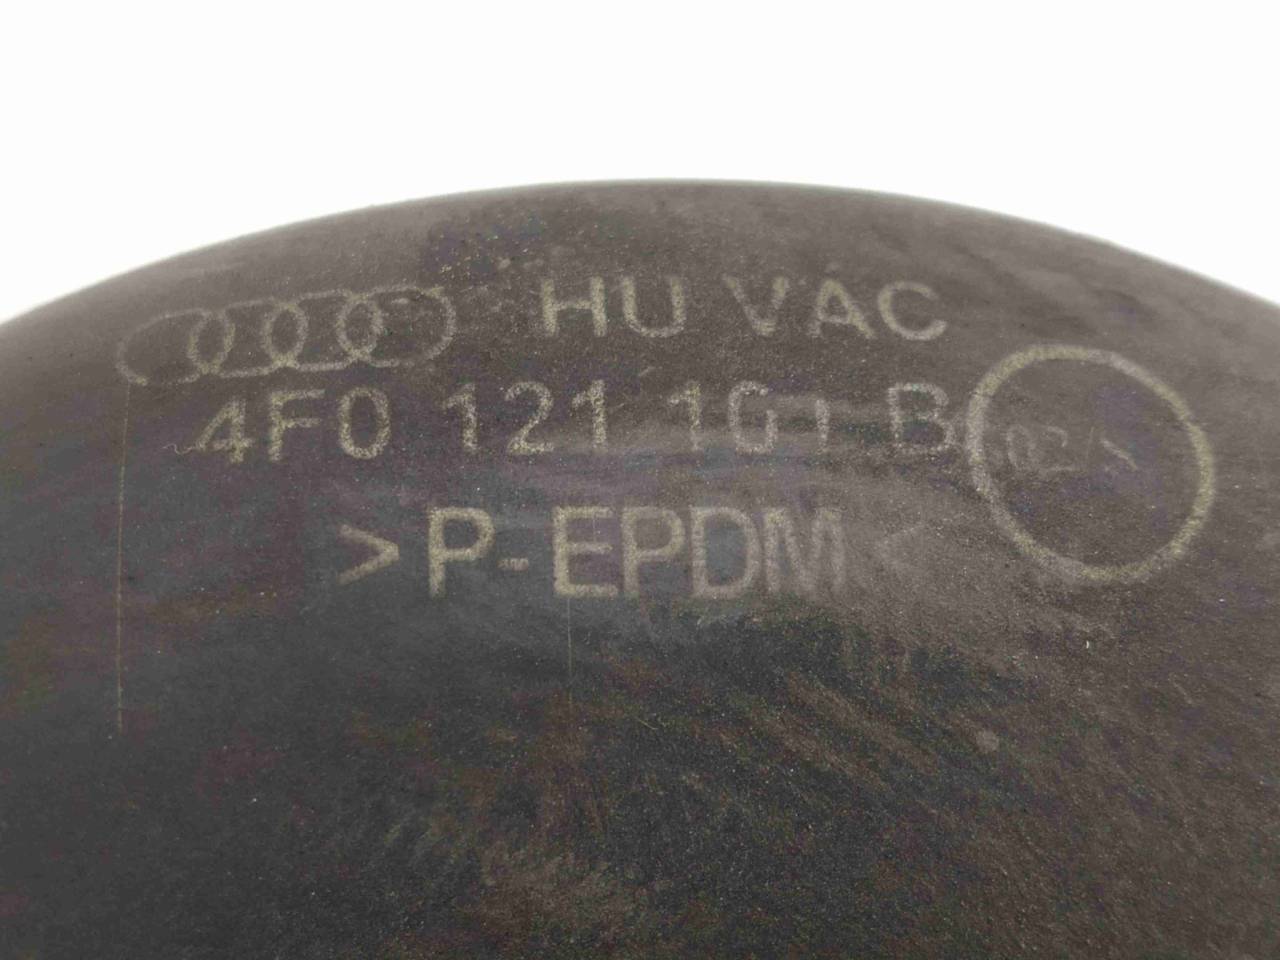 HU VAC
4F0 121 101 B
>P-EPDM<